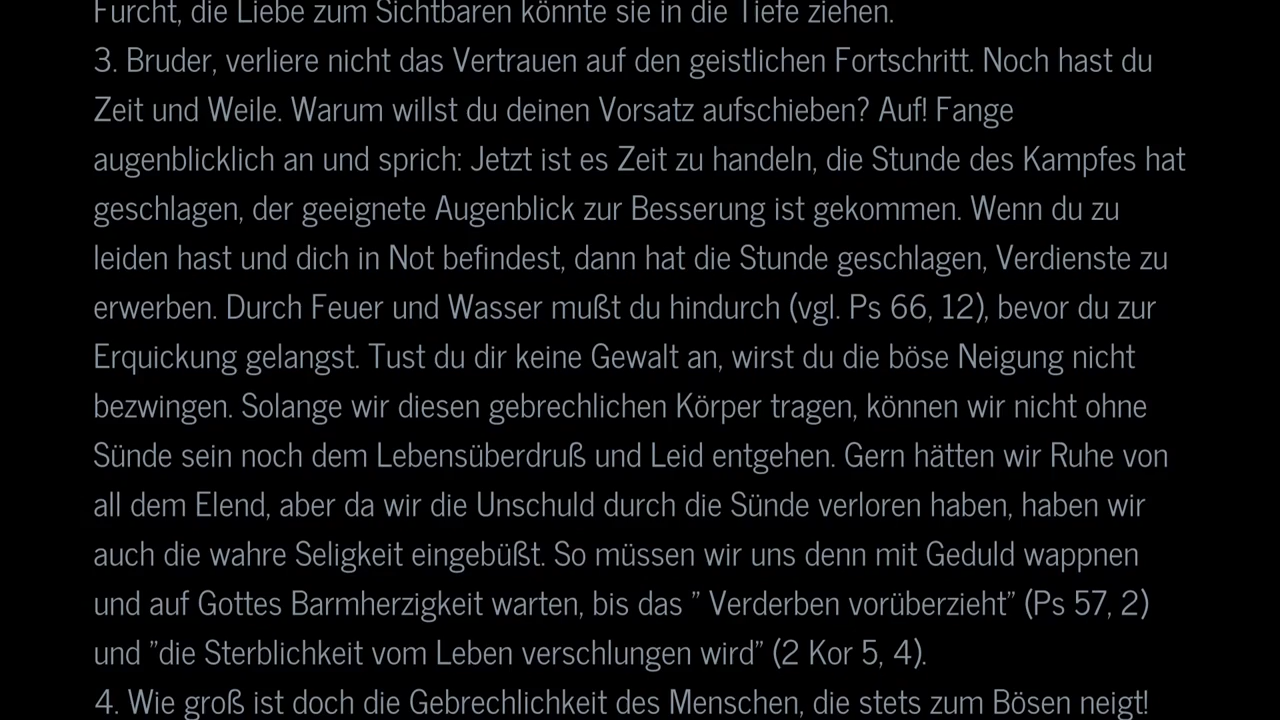 Furcht, die Liebe zum Sichtbaren könnte sie in die Tiefe ziehen.
3. Bruder, verliere nicht das Vertrauen auf den geistlichen Fortschritt. Noch hast du
Zeit und Weile. Warum willst du deinen Vorsatz aufschieben? Auf! Fange
augenblicklich an und sprich: Jetzt ist es Zeit zu handeln, die Stunde des Kampfes hat
geschlagen, der geeignete Augenblick zur Besserung ist gekommen. Wenn du zu
leiden hast und dich in Not befindest, dann hat die Stunde geschlagen, Verdienste zu
erwerben. Durch Feuer und Wasser mußt du hindurch (vgl. Ps 66, 12), bevor du zur
Erquickung gelangst. Tust du dir keine Gewalt an, wirst du die böse Neigung nicht
bezwingen. Solange wir diesen gebrechlichen Körper tragen, können wir nicht ohne
Sünde sein noch dem Lebensüberdruß und Leid entgehen. Gern hätten wir Ruhe von
all dem Elend, aber da wir die Unschuld durch die Sünde verloren haben, haben wir
auch die wahre Seligkeit eingebüßt. So müssen wir uns denn mit Geduld wappnen
und auf Gottes Barmherzigkeit warten, bis das ” Verderben vorüberzieht” (Ps 57, 2)
und ”die Sterblichkeit vom Leben verschlungen wird” (2 Kor 5, 4).
4. Wie groß ist doch die Gebrechlichkeit des Menschen, die stets zum Bösen neigt!